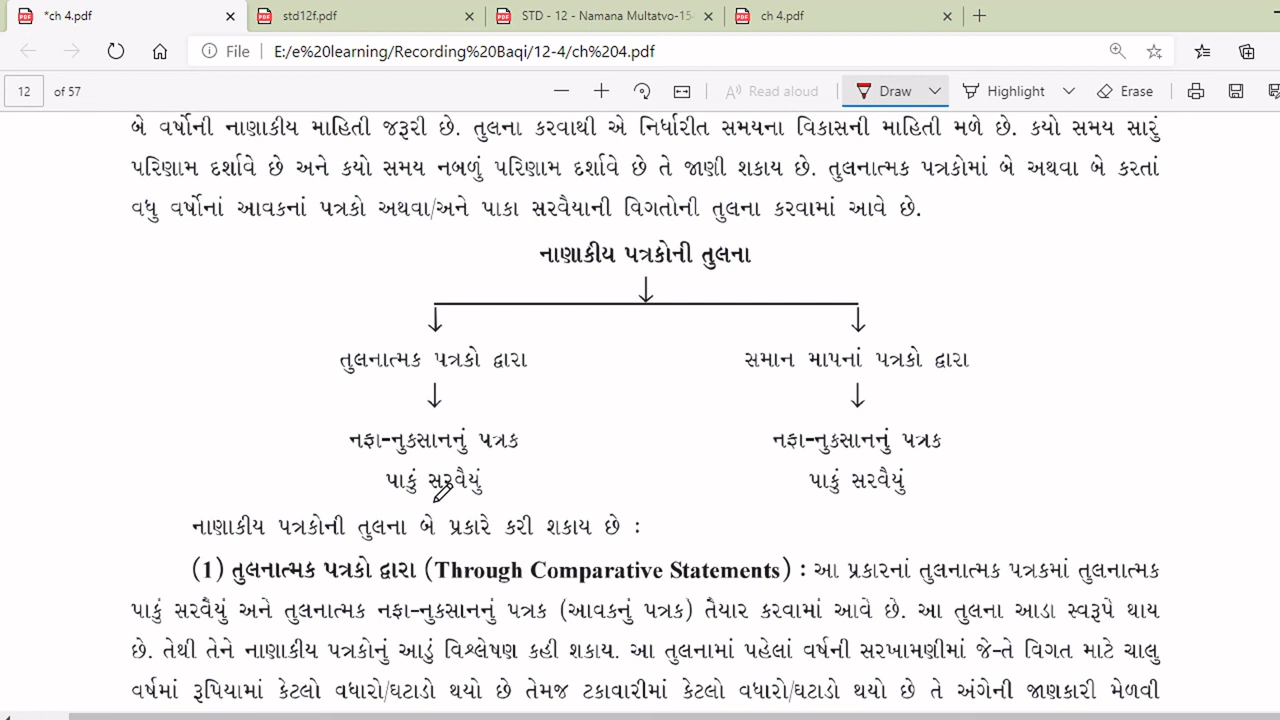 *ch 4.pdf
std12f.pdf
STD - 12 - Namana Multatvo-15-
ch 4.pdf
File
E:/e%20learning/Recording%20Baqi/12-4/ch%204.pdf
12 of 57
Read aloud
Draw
Highlight
Erase
બે વર્ષોની નાણાકીય માહિતી જરૂરી છે. તુલના કરવાથી એ નિર્ધારીત સમયના વિકાસની માહિતી મળે છે. કયો સમય સારું
પરિણામ દર્શાવે છે અને કયો સમય નબળું પરિણામ દર્શાવે છે તે જાણી શકાય છે. તુલનાત્મક પત્રકોમાં બે અથવા બે કરતાં
વધુ વર્ષોનાં આવકનાં પત્રકો અથવા/અને પાકા સરવૈયાની વિગતોની તુલના કરવામાં આવે છે.
નાણાકીય પત્રકોની તુલના
તુલનાત્મક પત્રકો દ્વારા
સમાન માપનાં પત્રકો દ્વારા
નફા-નુકસાનનું પત્રક
નફા-નુકસાનનું પત્રક
પાકું સરવૈયું
પાકું સરવૈયું
નાણાકીય પત્રકોની તુલના બે પ્રકારે કરી શકાય છે :
(1) તુલનાત્મક પત્રકો દ્વારા (Through Comparative Statements) : આ પ્રકારનાં તુલનાત્મક પત્રકમાં તુલનાત્મક
પાકું સરવૈયું અને તુલનાત્મક નફા-નુકસાનનું પત્રક (આવકનું પત્રક) તૈયાર કરવામાં આવે છે. આ તુલના આડા સ્વરૂપે થાય
છે. તેથી તેને નાણાકીય પત્રકોનું આડું વિશ્લેષણ કહી શકાય. આ તુલનામાં પહેલાં વર્ષની સરખામણીમાં જે-તે વિગત માટે ચાલુ
વર્ષમાં રૂપિયામાં કેટલો વધારો/ઘટાડો થયો છે તેમજ ટકાવારીમાં કેટલો વધારો/ઘટાડો થયો છે તે અંગેની જાણકારી મેળવી